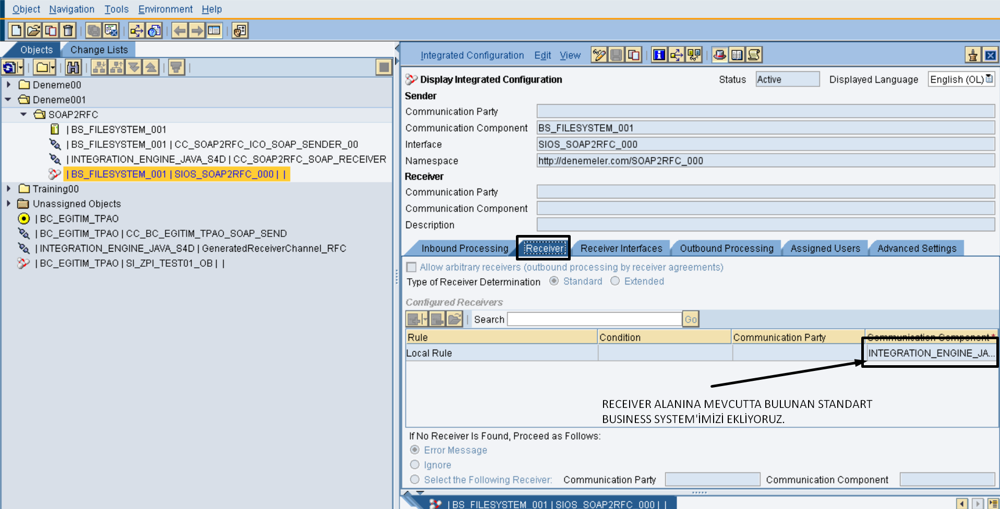 Object Navigation Tools Environment Help
Objects Change Lists
Deneme00
Deneme001
SOAP2RFC
| BS_FILESYSTEM_001
| BS_FILESYSTEM_001 | CC_SOAP2RFC_ICO_SOAP_SENDER_00
| INTEGRATION_ENGINE_JAVA_S4D | CC_SOAP2RFC_SOAP_RECEIVER
| BS_FILESYSTEM_001 | SIOS_SOAP2RFC_000 | |
Training00
Unassigned Objects
| BC_EGITIM_TPAO
| BC_EGITIM_TPAO | CC_BC_EGITIM_TPAO_SOAP_SEND
| INTEGRATION_ENGINE_JAVA_S4D | GeneratedReceiverChannel_RFC
| BC_EGITIM_TPAO | SI_ZPI_TEST01_OB | |
Integrated Configuration Edit View
Display Integrated Configuration Status Active Displayed Language English (OL)
Sender
Communication Party
Communication Component BS_FILESYSTEM_001
Interface SIOS_SOAP2RFC_000
Namespace http://denemeler.com/SOAP2RFC_000
Receiver
Communication Party
Communication Component
Description
Inbound Processing Receiver Receiver Interfaces Outbound Processing Assigned Users Advanced Settings
Allow arbitrary receivers (outbound processing by receiver agreements)
Type of Receiver Determination Standard Extended
Configured Receivers
Search Go
Rule Condition Communication Party Communication Component *
Local Rule INTEGRATION_ENGINE_JA...
RECEIVER ALANINA MEVCUTTA BULUNAN STANDART
BUSINESS SYSTEM'İMİZİ EKLİYORUZ.
If No Receiver Is Found, Proceed as Follows:
Error Message
Ignore
Select the Following Receiver: Communication Party Communication Component
| BS_FILESYSTEM_001 | SIOS_SOAP2RFC_000 | |